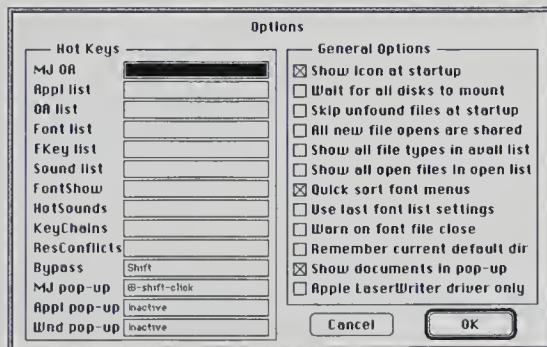 Options
Hot Keys
MJ DA
Appl list
DA list
Font list
FKey list
Sound list
FontShow
HotSounds
KeyChains
ResConflicts
Bypass Shift
MJ pop-up ⊕-shift-click
Appl pop-up Inactive
Wnd pop-up Inactive
General Options
Show icon at startup
Wait for all disks to mount
Skip unfound files at startup
All new file opens are shared
Show all file types in avail list
Show all open files in open list
Quick sort font menus
Use last font list settings
Warn on font file close
Remember current default dir
Show documents in pop-up
Apple LaserWriter driver only
Cancel
OK